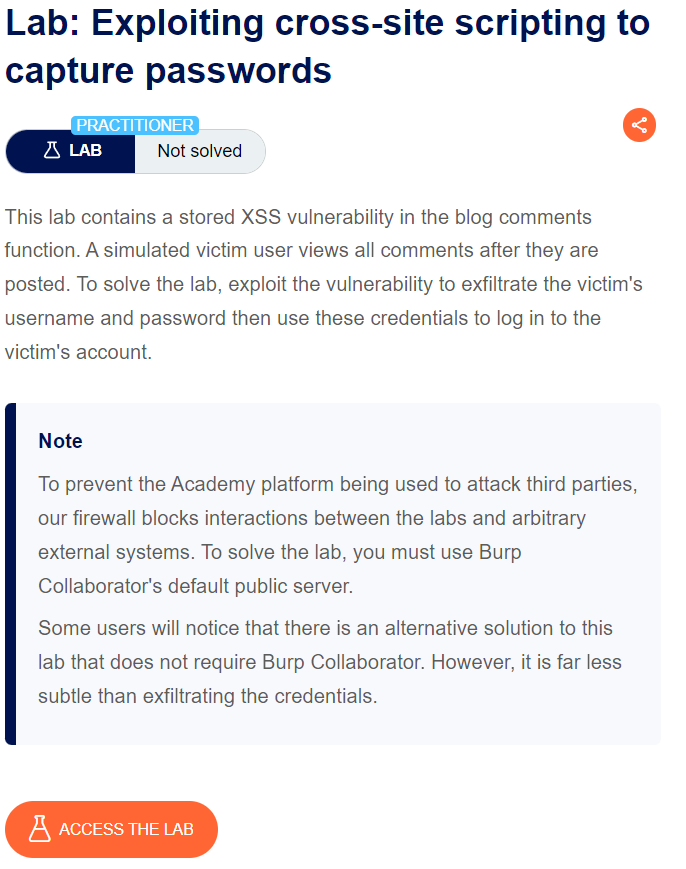 Lab: Exploiting cross-site scripting to
capture passwords
PRACTITIONER
LAB
Not solved
This lab contains a stored XSS vulnerability in the blog comments
function. A simulated victim user views all comments after they are
posted. To solve the lab, exploit the vulnerability to exfiltrate the victim's
username and password then use these credentials to log in to the
victim's account.
Note
To prevent the Academy platform being used to attack third parties,
our firewall blocks interactions between the labs and arbitrary
external systems. To solve the lab, you must use Burp
Collaborator's default public server.
Some users will notice that there is an alternative solution to this
lab that does not require Burp Collaborator. However, it is far less
subtle than exfiltrating the credentials.
ACCESS THE LAB